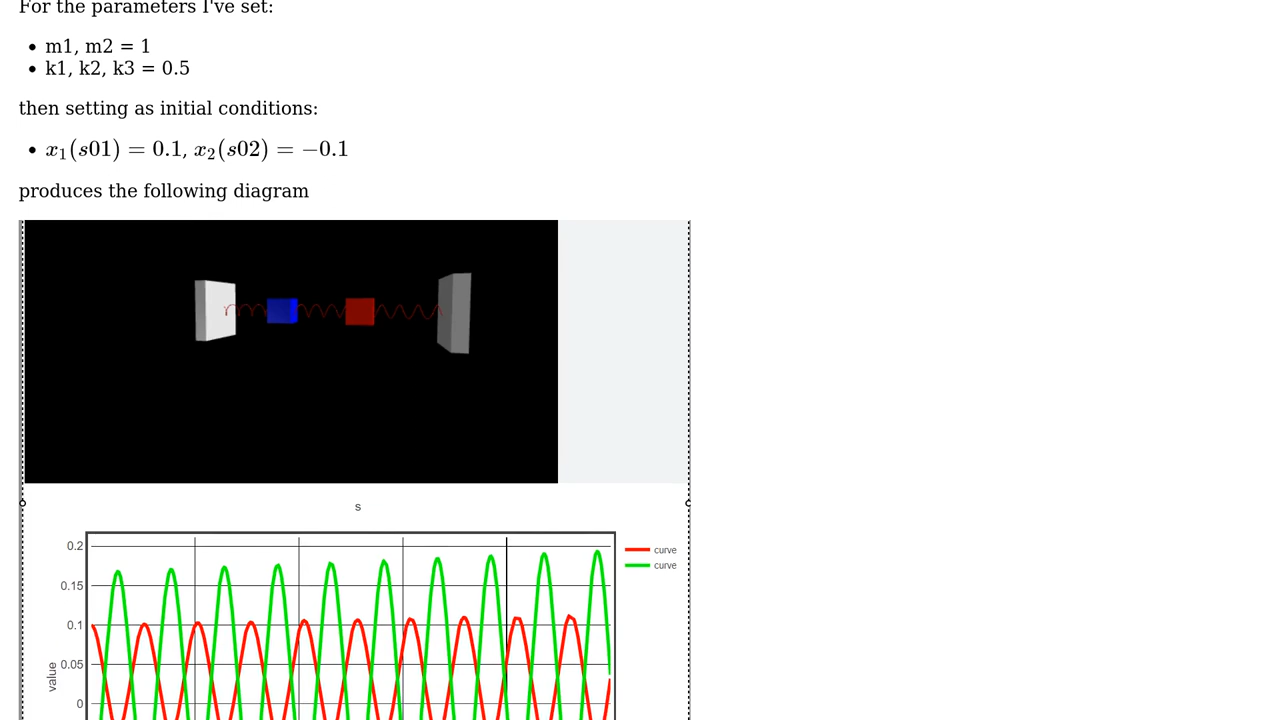 For the parameters I've set:
• m1, m2 = 1
• k1, k2, k3 = 0.5
then setting as initial conditions:
• x₁(s01) = 0.1, x₂(s02) = −0.1
produces the following diagram
s
0.2
0.15
0.1
0.05
0
value
curve
curve